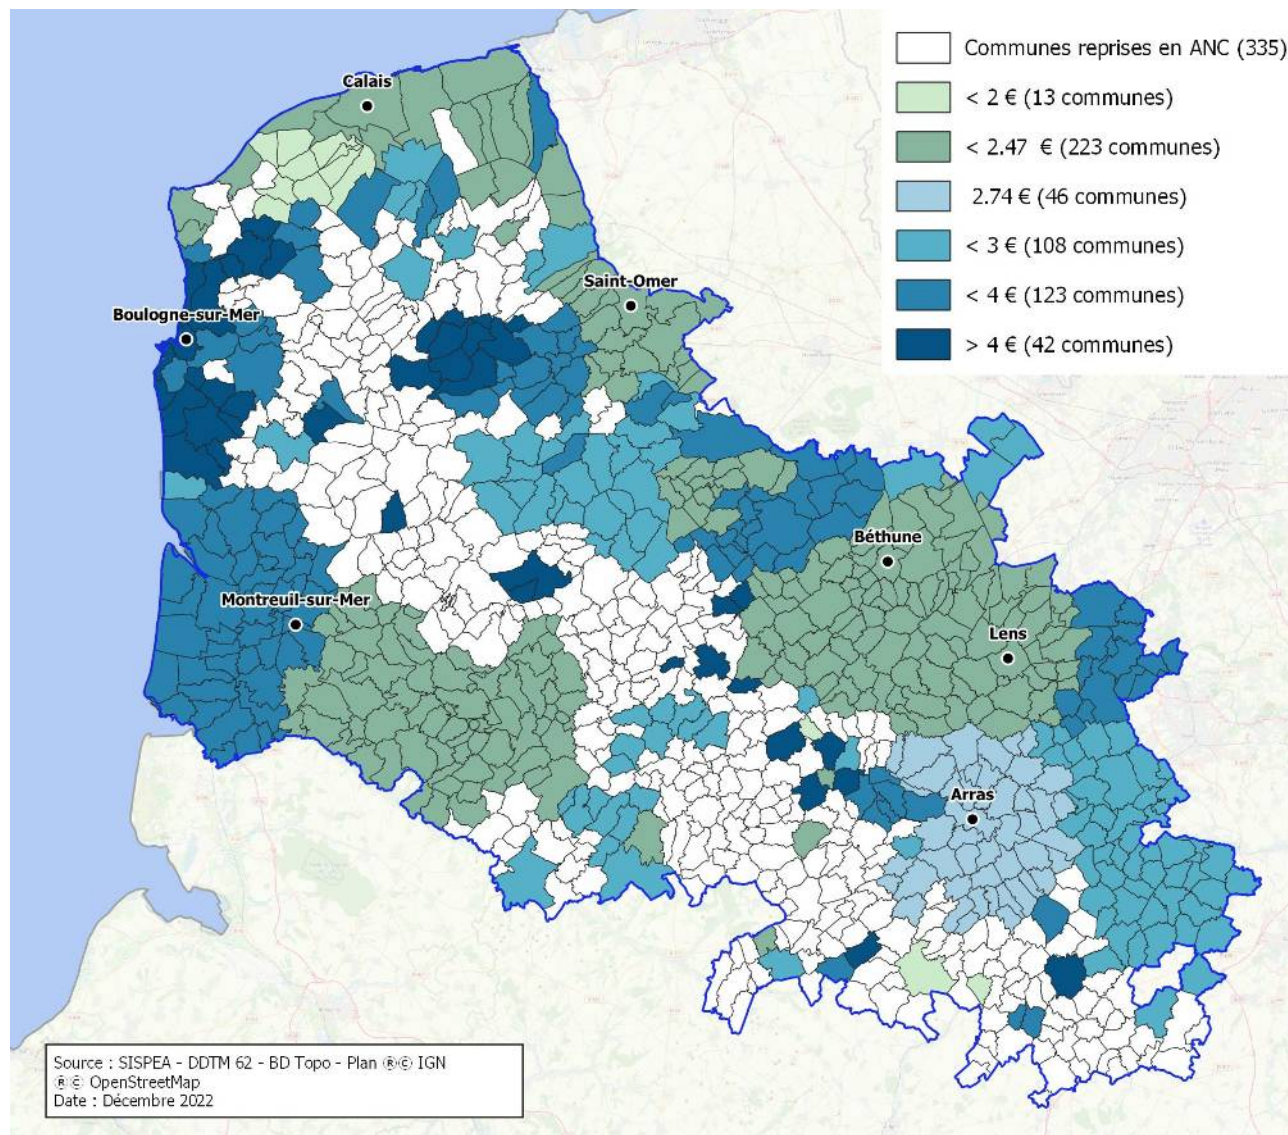 Communes reprises en ANC (335)
< 2 € (13 communes)
< 2.47 € (223 communes)
2.74 € (46 communes)
< 3 € (108 communes)
< 4 € (123 communes)
> 4 € (42 communes)
Calais
Saint-Omer
Boulogne-sur-Mer
Béthune
Montreuil-sur-Mer
Lens
Arras
Source : SISPEA - DDTM 62 - BD Topo - Plan ®© IGN
®© OpenStreetMap
Date : Décembre 2022